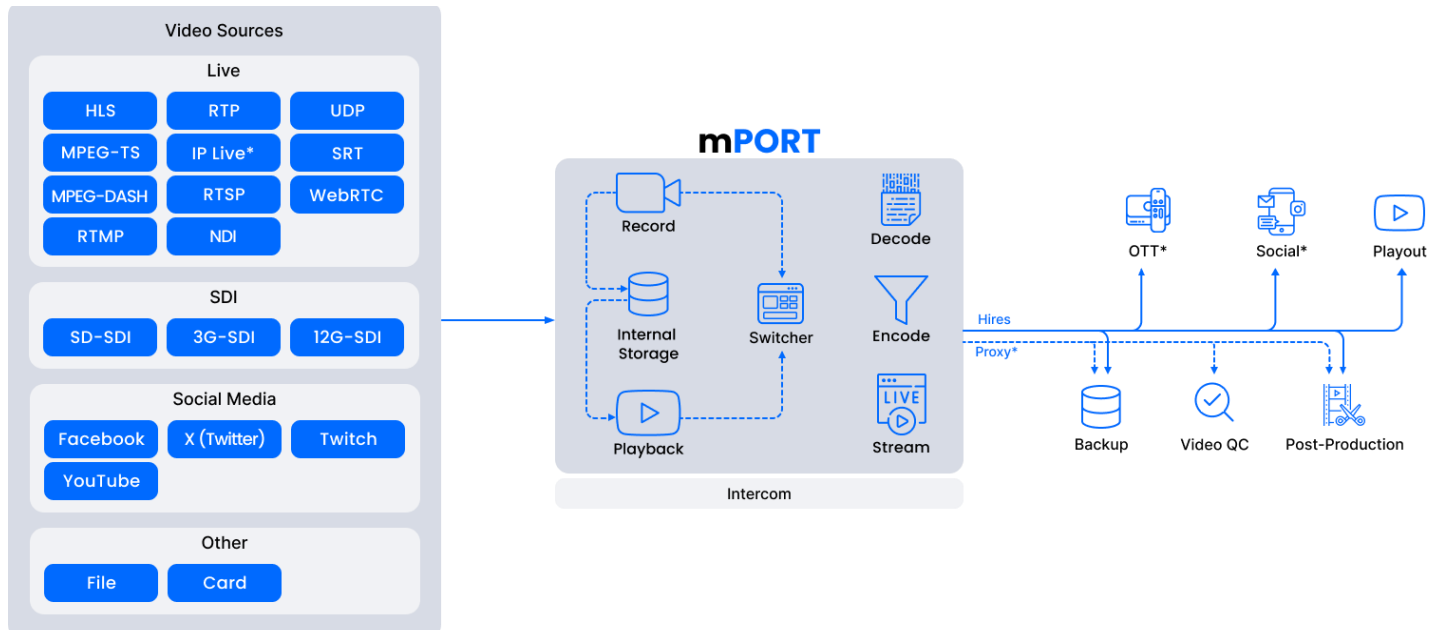 Video Sources
Live
HLS
RTP
UDP
MPEG-TS
IP Live*
SRT
MPEG-DASH
RTSP
WebRTC
RTMP
NDI
SDI
SD-SDI
3G-SDI
12G-SDI
Social Media
Facebook
X (Twitter)
Twitch
YouTube
Other
File
Card
mPORT
Record
Decode
Internal
Storage
Switcher
Encode
Playback
LIVE
Stream
Intercom
OTT*
Social*
Playout
Hires
Proxy*
Backup
Video QC
Post-Production